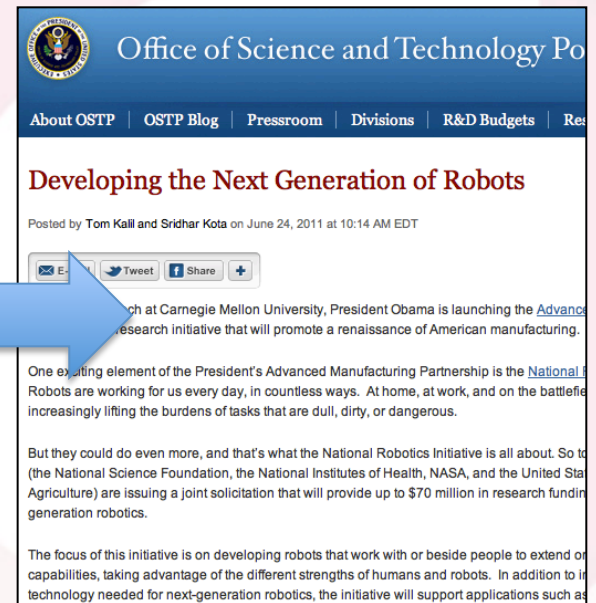 Office of Science and Technology Po
About OSTP | OSTP Blog | Pressroom | Divisions | R&D Budgets | Res
Developing the Next Generation of Robots
Posted by Tom Kalil and Sridhar Kota on June 24, 2011 at 10:14 AM EDT
Tweet Share +
at Carnegie Mellon University, President Obama is launching the Advance
research initiative that will promote a renaissance of American manufacturing.
One exciting element of the President's Advanced Manufacturing Partnership is the National
Robots are working for us every day, in countless ways. At home, at work, and on the battlefie
increasingly lifting the burdens of tasks that are dull, dirty, or dangerous.
But they could do even more, and that's what the National Robotics Initiative is all about. So to
(the National Science Foundation, the National Institutes of Health, NASA, and the United Sta
Agriculture) are issuing a joint solicitation that will provide up to $70 million in research fundin
generation robotics.
The focus of this initiative is on developing robots that work with or beside people to extend or
capabilities, taking advantage of the different strengths of humans and robots. In addition to in
technology needed for next-generation robotics, the initiative will support applications such as